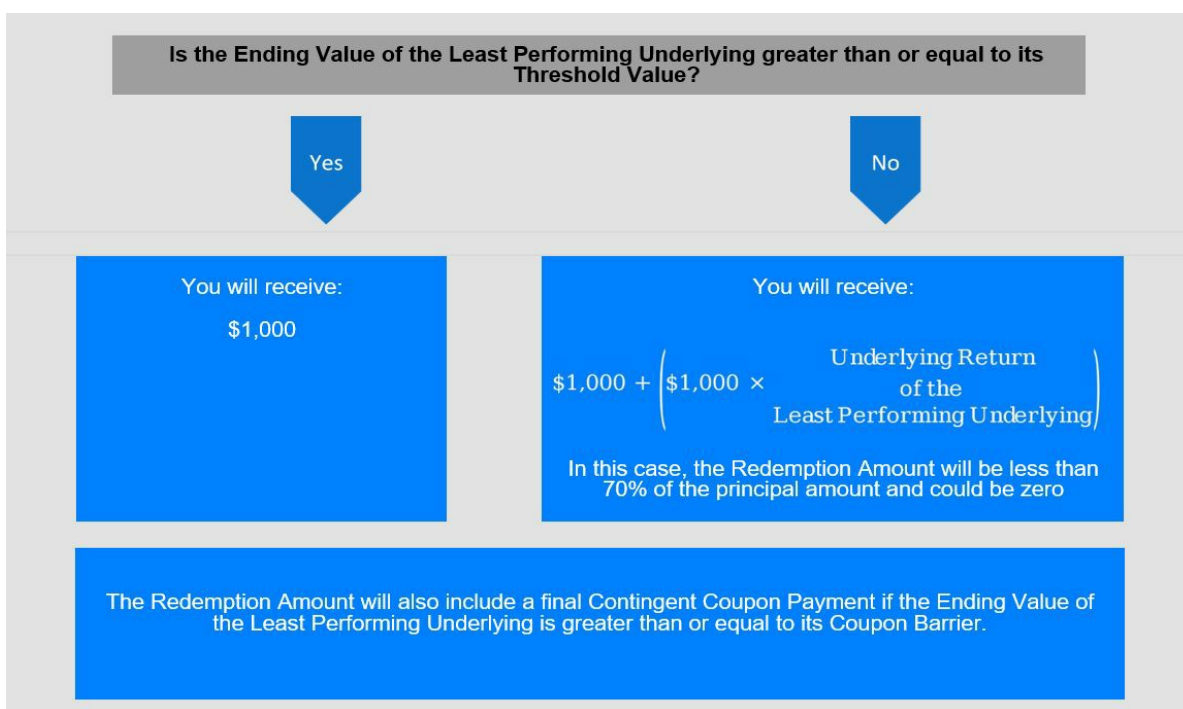 Is the Ending Value of the Least Performing Underlying greater than or equal to its
Threshold Value?
Yes
No
You will receive:
$1,000
You will receive:
$1,000 + ($1,000 × Underlying Return
of the
Least Performing Underlying)
In this case, the Redemption Amount will be less than
70% of the principal amount and could be zero
The Redemption Amount will also include a final Contingent Coupon Payment if the Ending Value of
the Least Performing Underlying is greater than or equal to its Coupon Barrier.